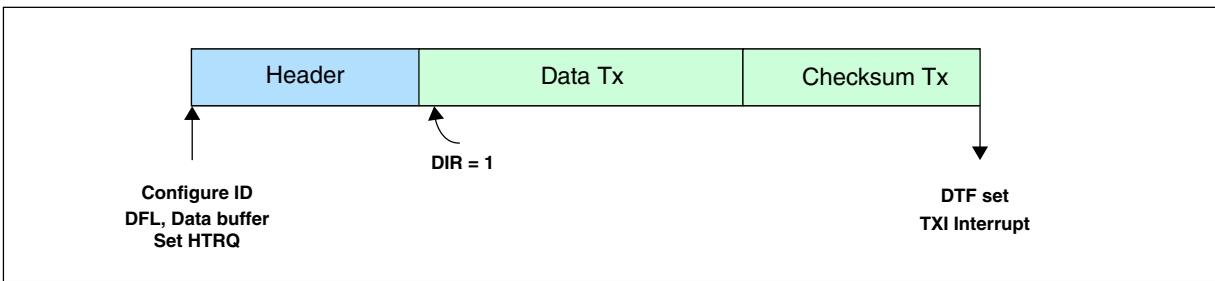 Header
Data Tx
Checksum Tx
DIR = 1
Configure ID
DFL, Data buffer
Set HTRQ
DTF set
TXI Interrupt